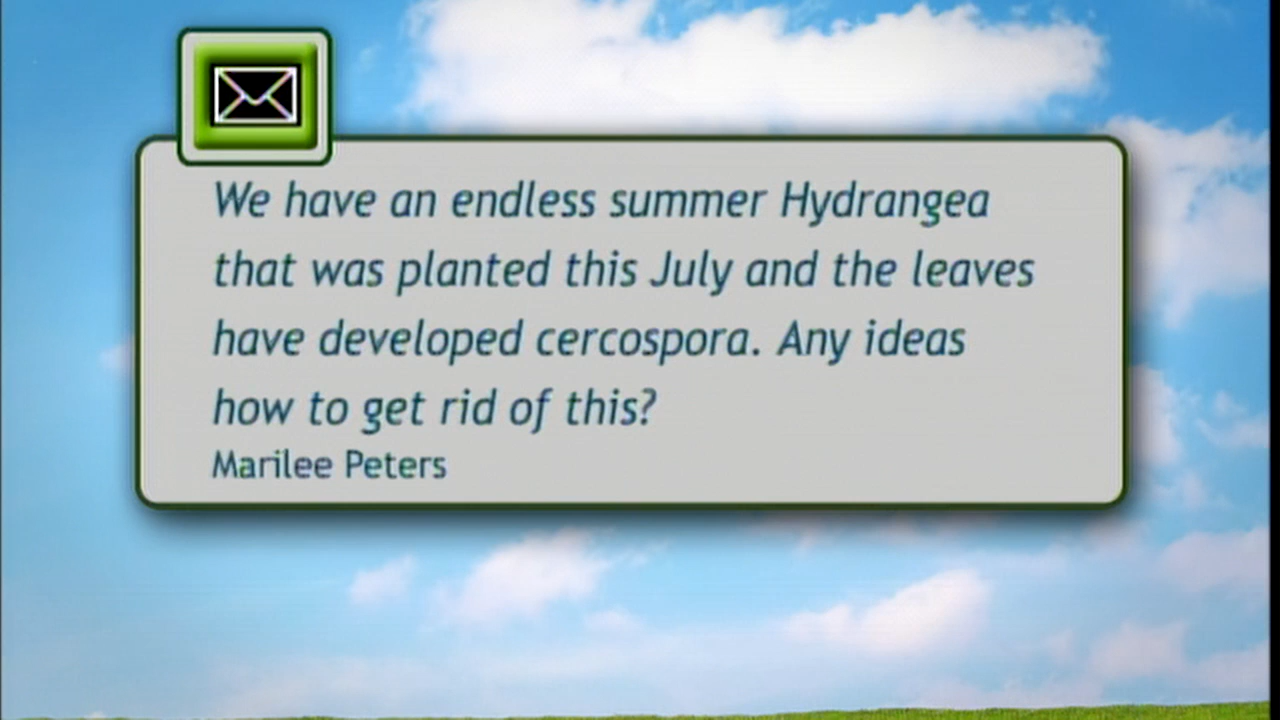 We have an endless summer Hydrangea
that was planted this July and the leaves
have developed cercospora. Any ideas
how to get rid of this?
Marilee Peters